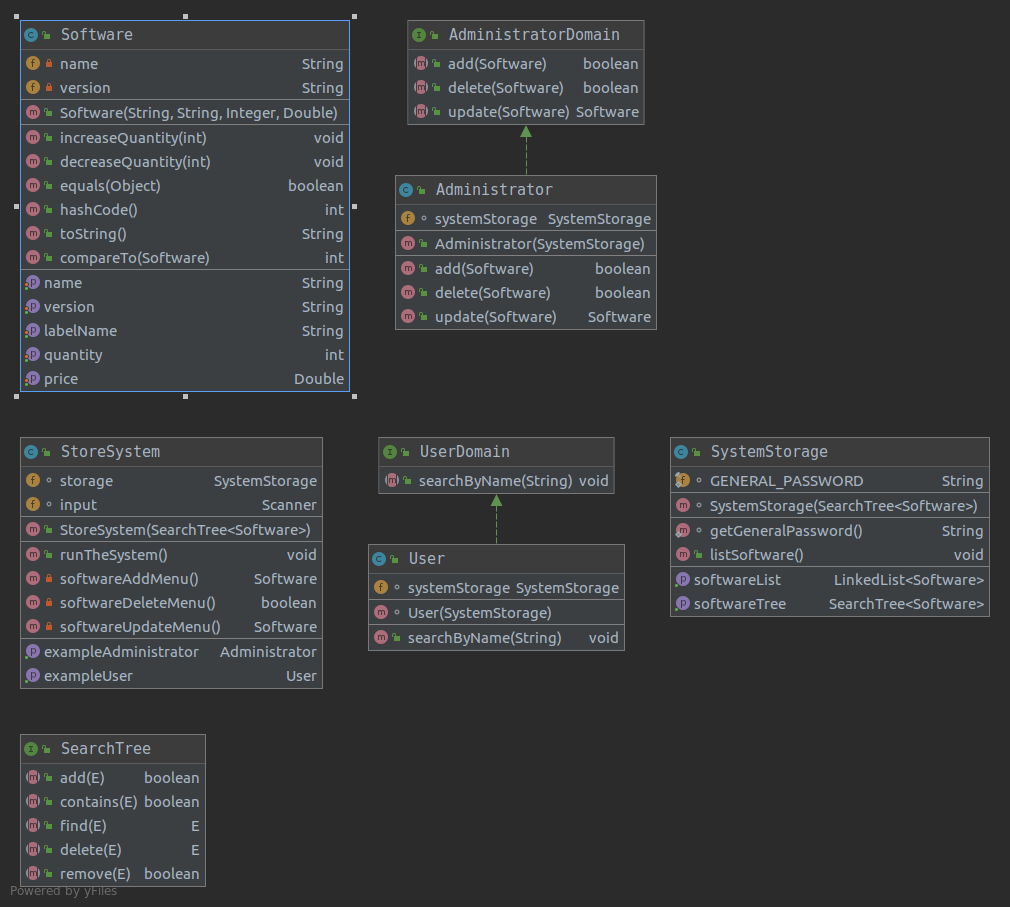 Software
name String
version String
Software(String, String, Integer, Double)
increaseQuantity(int) void
decreaseQuantity(int) void
equals(Object) boolean
hashCode() int
toString() String
compareTo(Software) int
name String
version String
labelName String
quantity int
price Double
AdministratorDomain
add(Software) boolean
delete(Software) boolean
update(Software) Software
Administrator
systemStorage SystemStorage
Administrator(SystemStorage)
add(Software) boolean
delete(Software) boolean
update(Software) Software
StoreSystem
storage SystemStorage
input Scanner
StoreSystem(SearchTree<Software>)
runTheSystem() void
softwareAddMenu() Software
softwareDeleteMenu() boolean
softwareUpdateMenu() Software
exampleAdministrator Administrator
exampleUser User
UserDomain
searchByName(String) void
User
systemStorage SystemStorage
User(SystemStorage)
searchByName(String) void
SystemStorage
GENERAL_PASSWORD String
SystemStorage(SearchTree<Software>)
getGeneralPassword() String
listSoftware() void
softwareList LinkedList<Software>
softwareTree SearchTree<Software>
SearchTree
add(E) boolean
contains(E) boolean
find(E) E
delete(E) E
remove(E) boolean
Powered by yFiles